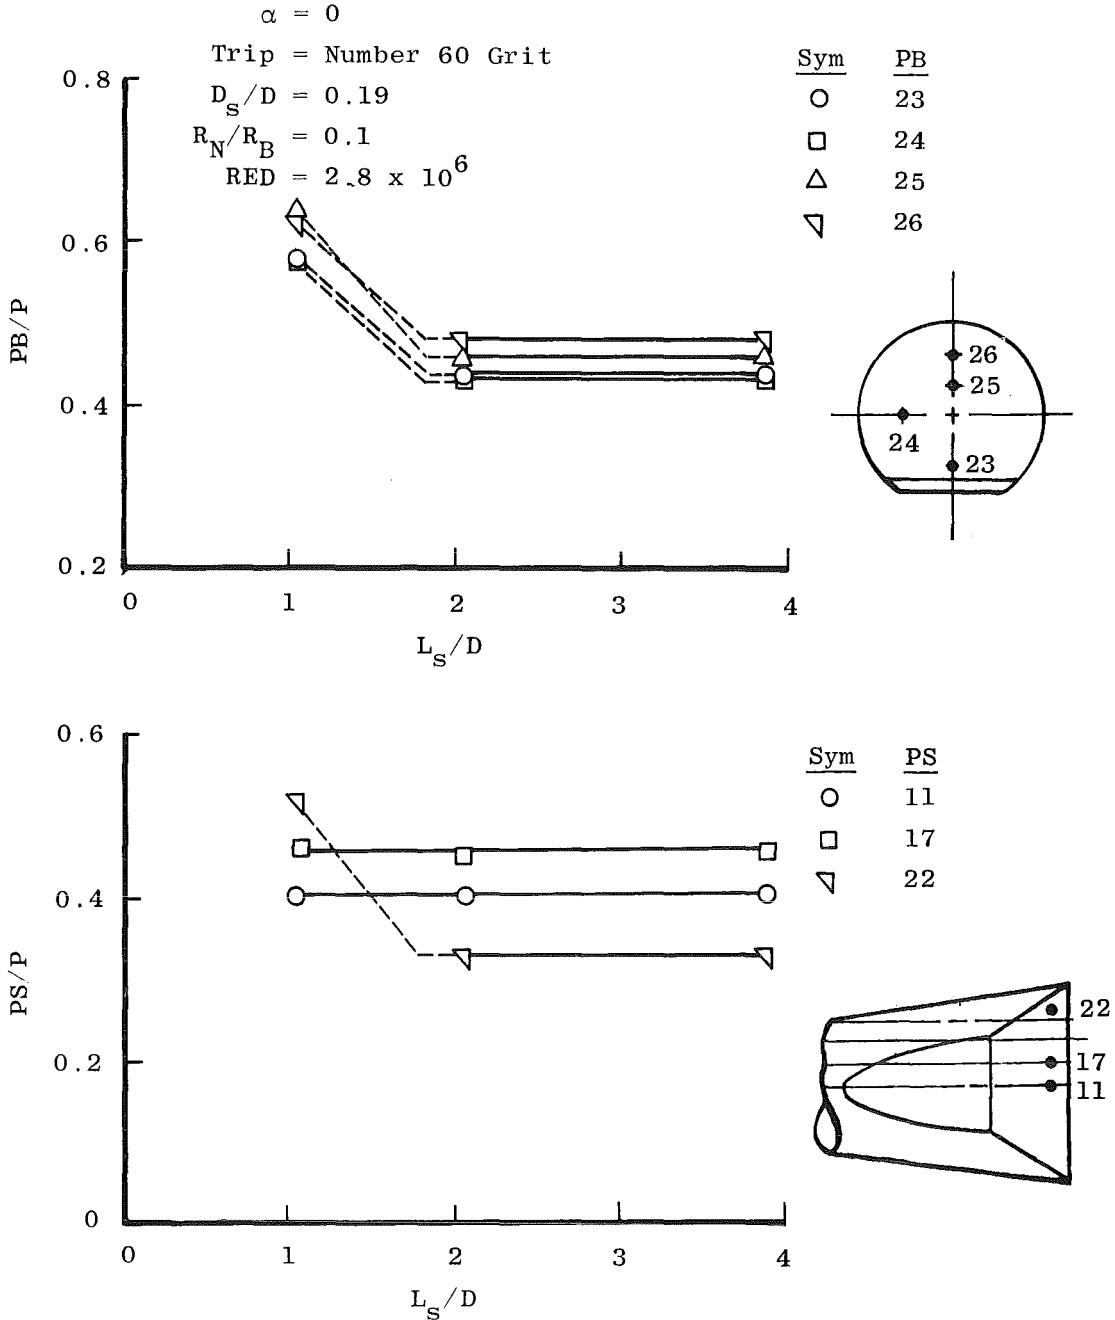 α = 0
Trip = Number 60 Grit
D_s/D = 0.19
R_N/R_B = 0.1
RED = 2.8 x 10^6
Sym PB
23
24
25
26
0.8
0.6
0.4
0.2
PB/P
0 1 2 3 4
L_s/D
26
25
24
23
Sym PS
11
17
22
0.6
0.4
0.2
0
PS/P
0 1 2 3 4
L_s/D
22
17
11